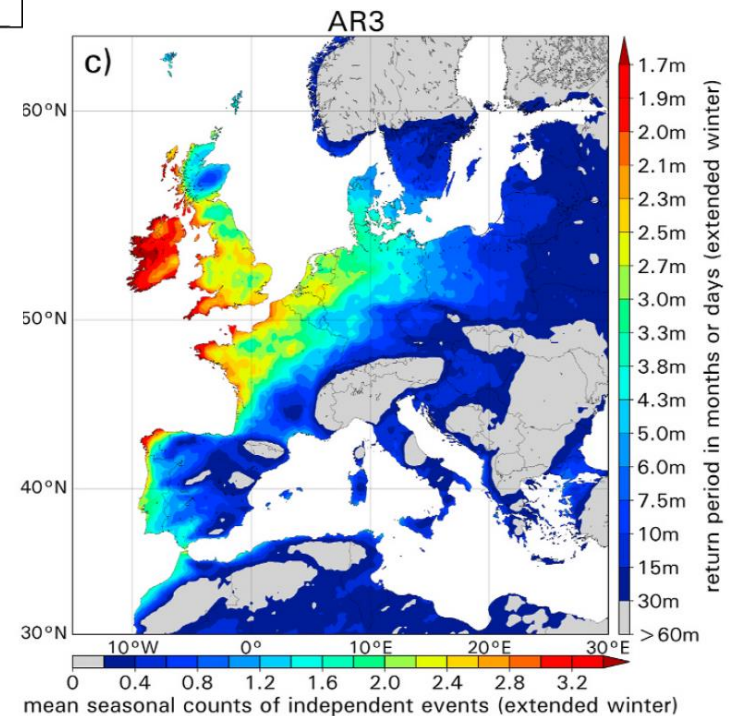 AR3
c)
60°N
50°N
40°N
30°N
10°W 0° 10°E 20°E 30°E
1.7m
1.9m
2.0m
2.1m
2.3m
2.5m
2.7m
3.0m
3.3m
3.8m
4.3m
5.0m
6.0m
7.5m
10m
15m
30m
>60m
return period in months or days (extended winter)
0 0.4 0.8 1.2 1.6 2.0 2.4 2.8 3.2
mean seasonal counts of independent events (extended winter)